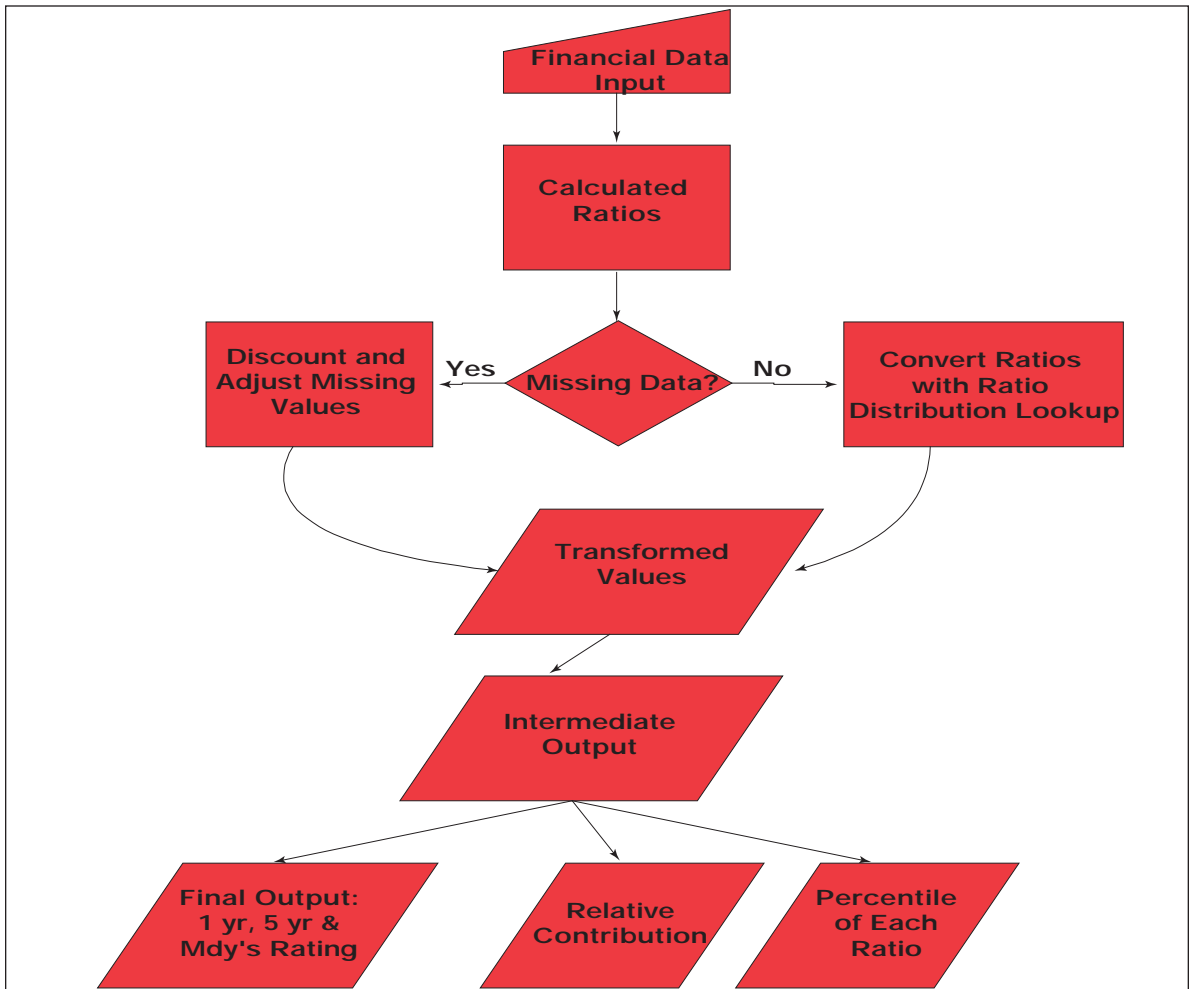 Financial Data
Input
Calculated
Ratios
Discount and
Adjust Missing
Values
Yes
Missing Data?
No
Convert Ratios
with Ratio
Distribution Lookup
Transformed
Values
Intermediate
Output
Final Output:
1 yr, 5 yr &
Mdy's Rating
Relative
Contribution
Percentile
of Each
Ratio